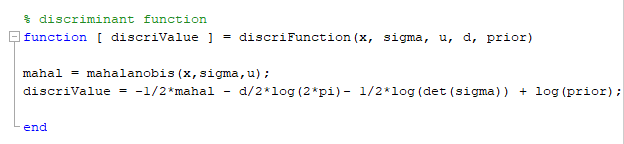 % discriminant function
function [ discriValue ] = discriFunction(x, sigma, u, d, prior)
mahal = mahalanobis(x,sigma,u);
discriValue = -1/2*mahal - d/2*log(2*pi)- 1/2*log(det(sigma)) + log(prior);
end